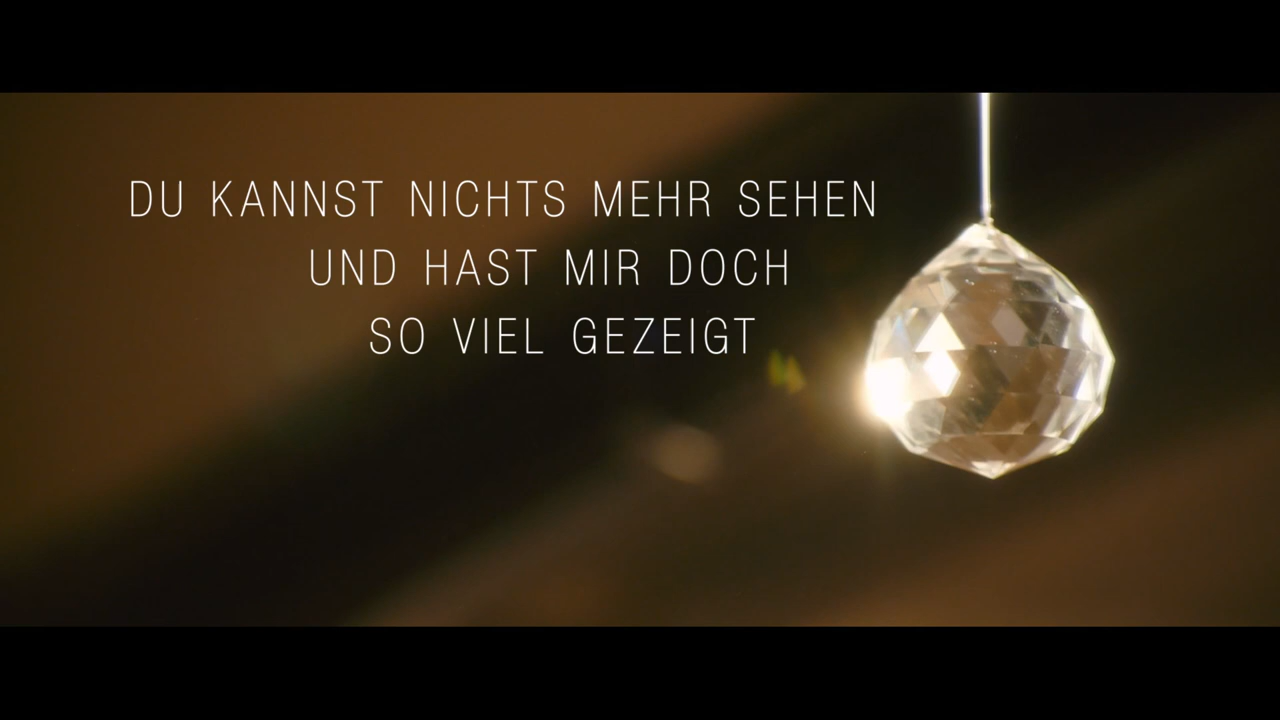 DU KANNST NICHTS MEHR SEHEN
UND HAST MIR DOCH
SO VIEL GEZEIGT